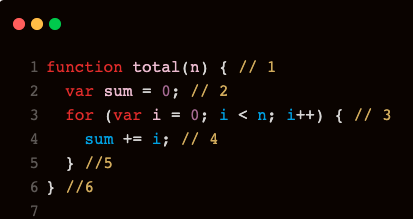 1 function total(n) { // 1
2   var sum = 0; // 2
3   for (var i = 0; i < n; i++) { // 3
4     sum += i; // 4
5   } //5
6 } //6
7